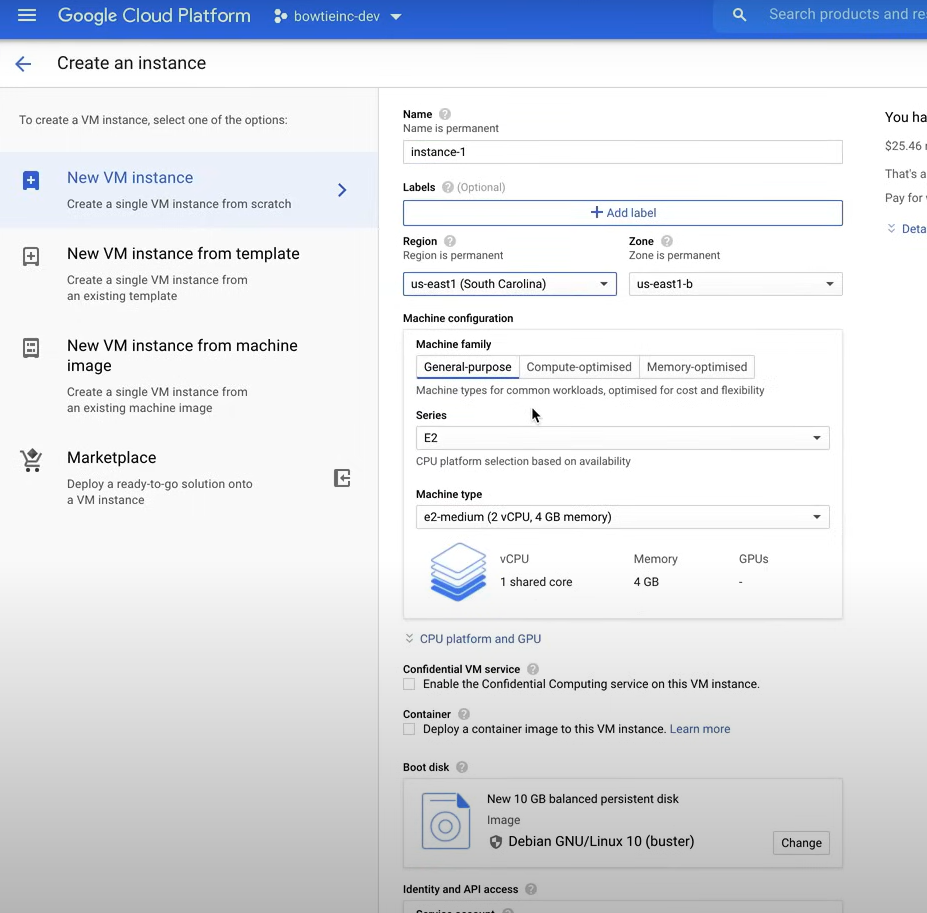 Google Cloud Platform
bowtieinc-dev
Search products and re
Create an instance
To create a VM instance, select one of the options:
New VM instance
Create a single VM instance from scratch
New VM instance from template
Create a single VM instance from
an existing template
New VM instance from machine
image
Create a single VM instance from
an existing machine image
Marketplace
Deploy a ready-to-go solution onto
a VM instance
Name
Name is permanent
instance-1
Labels (Optional)
+ Add label
Region
Region is permanent
us-east1 (South Carolina)
Zone
Zone is permanent
us-east1-b
Machine configuration
Machine family
General-purpose Compute-optimised Memory-optimised
Machine types for common workloads, optimised for cost and flexibility
Series
E2
CPU platform selection based on availability
Machine type
e2-medium (2 vCPU, 4 GB memory)
vCPU Memory GPUs
1 shared core 4 GB -
CPU platform and GPU
Confidential VM service
Enable the Confidential Computing service on this VM instance.
Container
Deploy a container image to this VM instance. Learn more
Boot disk
New 10 GB balanced persistent disk
Image
Debian GNU/Linux 10 (buster)
Change
Identity and API access
Service account
You ha
$25.46
That's a
Pay for
Deta